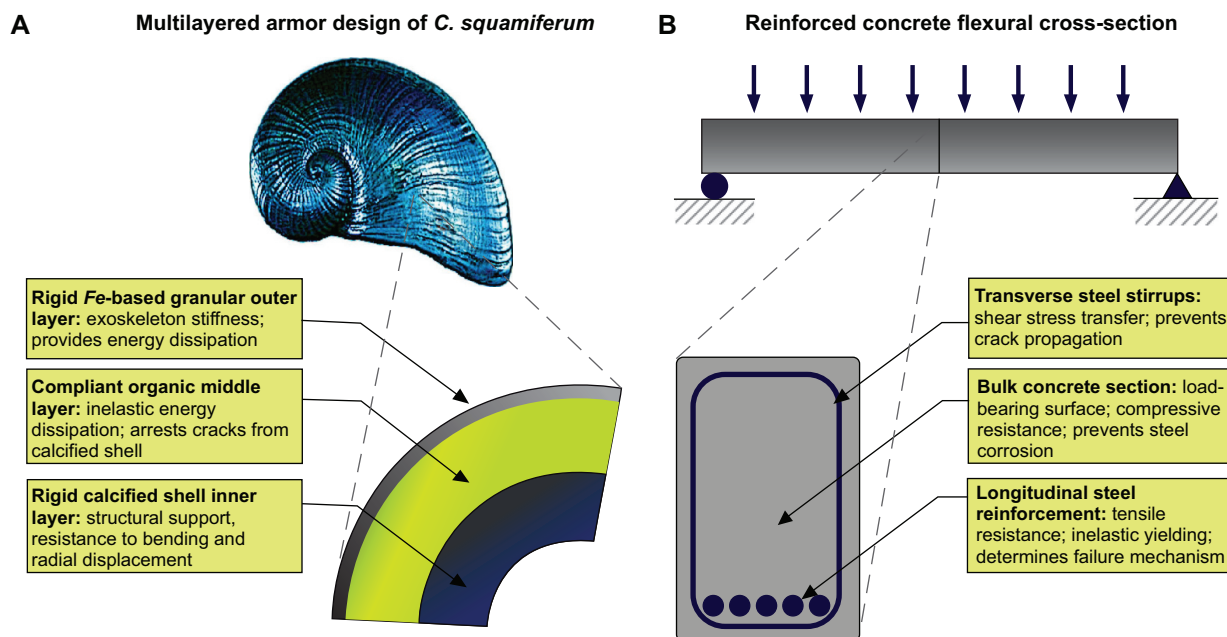 A
Multilayered armor design of C. squamiferum
Rigid Fe-based granular outer
layer: exoskeleton stiffness;
provides energy dissipation
Compliant organic middle
layer: inelastic energy
dissipation; arrests cracks from
calcified shell
Rigid calcified shell inner
layer: structural support,
resistance to bending and
radial displacement
B
Reinforced concrete flexural cross-section
Transverse steel stirrups:
shear stress transfer; prevents
crack propagation
Bulk concrete section: load-
bearing surface; compressive
resistance; prevents steel
corrosion
Longitudinal steel
reinforcement: tensile
resistance; inelastic yielding;
determines failure mechanism